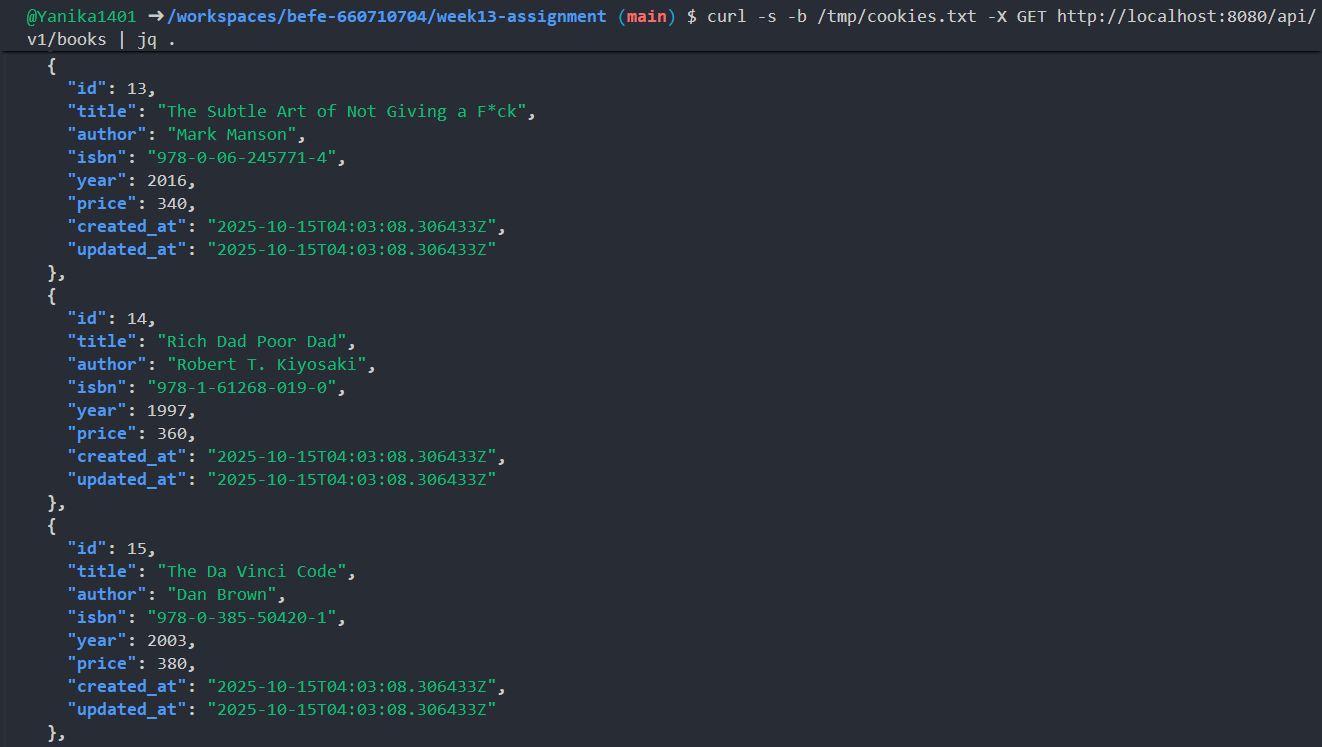 @Yanika1401 ➜/workspaces/befe-660710704/week13-assignment (main) $ curl -s -b /tmp/cookies.txt -X GET http://localhost:8080/api/
v1/books | jq .
{
"id": 13,
"title": "The Subtle Art of Not Giving a F*ck",
"author": "Mark Manson",
"isbn": "978-0-06-245771-4",
"year": 2016,
"price": 340,
"created_at": "2025-10-15T04:03:08.306433Z",
"updated_at": "2025-10-15T04:03:08.306433Z"
},
{
"id": 14,
"title": "Rich Dad Poor Dad",
"author": "Robert T. Kiyosaki",
"isbn": "978-1-61268-019-0",
"year": 1997,
"price": 360,
"created_at": "2025-10-15T04:03:08.306433Z",
"updated_at": "2025-10-15T04:03:08.306433Z"
},
{
"id": 15,
"title": "The Da Vinci Code",
"author": "Dan Brown",
"isbn": "978-0-385-50420-1",
"year": 2003,
"price": 380,
"created_at": "2025-10-15T04:03:08.306433Z",
"updated_at": "2025-10-15T04:03:08.306433Z"
},